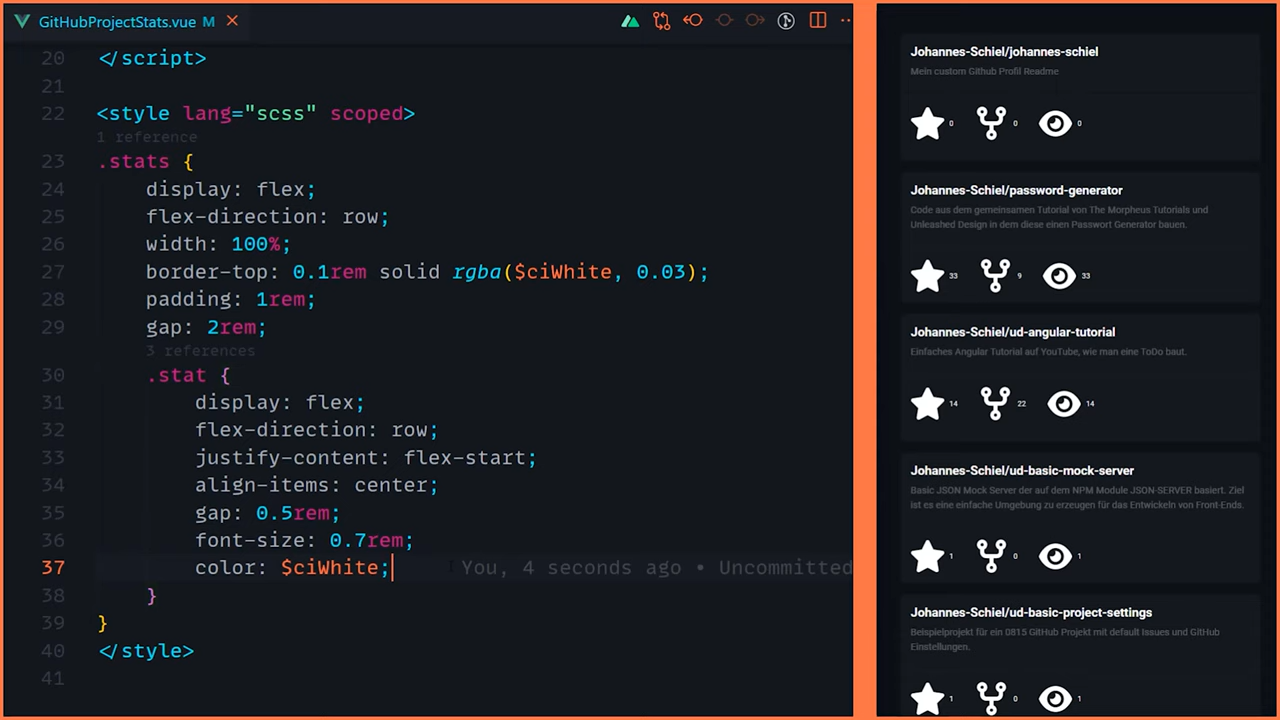 GitHubProjectStats.vue M
20 </script>
21
22 <style lang="scss" scoped>
1 reference
23 .stats {
24 display: flex;
25 flex-direction: row;
26 width: 100%;
27 border-top: 0.1rem solid rgba($ciWhite, 0.03);
28 padding: 1rem;
29 gap: 2rem;
3 references
30 .stat {
31 display: flex;
32 flex-direction: row;
33 justify-content: flex-start;
34 align-items: center;
35 gap: 0.5rem;
36 font-size: 0.7rem;
37 color: $ciWhite; You, 4 seconds ago • Uncommitted
38 }
39 }
40 </style>
41
Johannes-Schiel/johannes-schiel
Mein custom Github Profil Readme
0 0 0
Johannes-Schiel/password-generator
Code aus dem gemeinsamen Tutorial von The Morpheus Tutorials und
Unleashed Design in dem diese einen Passwort Generator bauen.
33 9 33
Johannes-Schiel/ud-angular-tutorial
Einfaches Angular Tutorial auf YouTube, wie man eine ToDo baut.
14 22 14
Johannes-Schiel/ud-basic-mock-server
Basic JSON Mock Server der auf dem NPM Module JSON-SERVER basiert. Ziel
ist es eine einfache Umgebung zu erzeugen für das Entwickeln von Front-Ends.
1 0 1
Johannes-Schiel/ud-basic-project-settings
Beispielprojekt für ein 0815 GitHub Projekt mit default Issues und GitHub
Einstellungen.
1 0 1